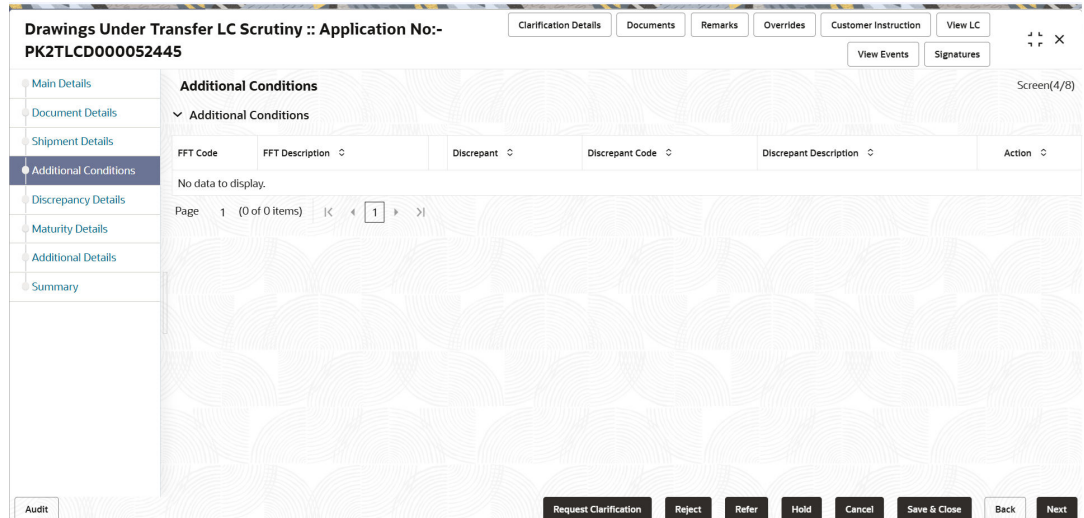 Drawings Under Transfer LC Scrutiny :: Application No:-
PK2TLCD000052445
Clarification Details Documents Remarks Overrides Customer Instruction View LC
View Events Signatures
Main Details
Document Details
Shipment Details
Additional Conditions
Discrepancy Details
Maturity Details
Additional Details
Summary
Additional Conditions
Screen(4/8)
Additional Conditions
FFT Code FFT Description Discrepant Discrepant Code Discrepant Description Action
No data to display.
Page 1 (0 of 0 items) 1
Audit
Request Clarification Reject Refer Hold Cancel Save & Close Back Next